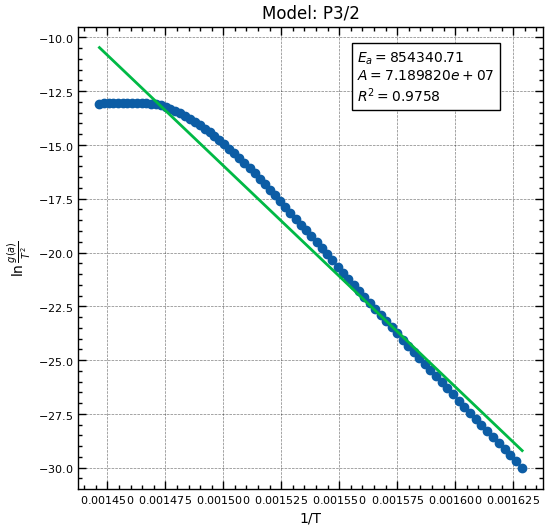 Model: P3/2
E_a = 854340.71
A = 7.189820e + 07
R² = 0.9758
−10.0
−12.5
−15.0
−17.5
−20.0
−22.5
−25.0
−27.5
−30.0
ln g(a)/T²
0.001450 0.001475 0.001500 0.001525 0.001550 0.001575 0.001600 0.001625
1/T